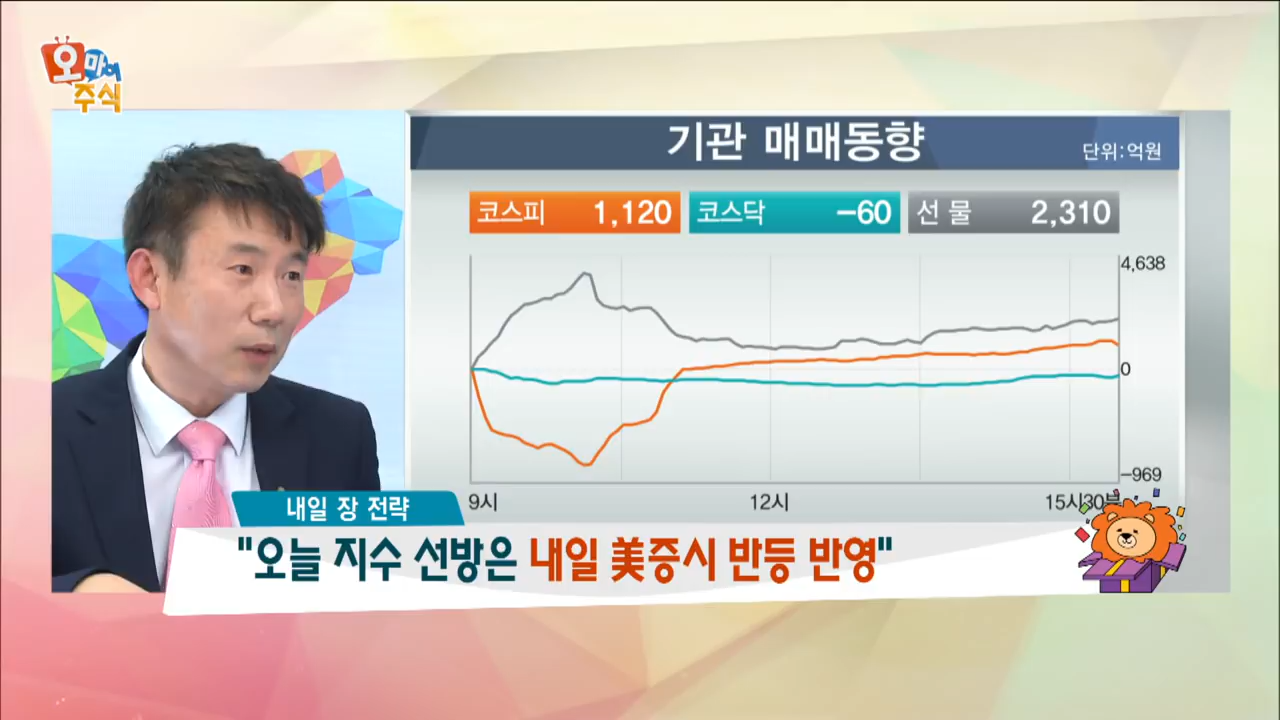 오마이
주식
기관 매매동향
단위:억원
코스피 1,120 코스닥 -60 선물 2,310
4,638
0
-969
9시 12시 15시30분
내일 장 전략
"오늘 지수 선방은 내일 美증시 반등 반영"